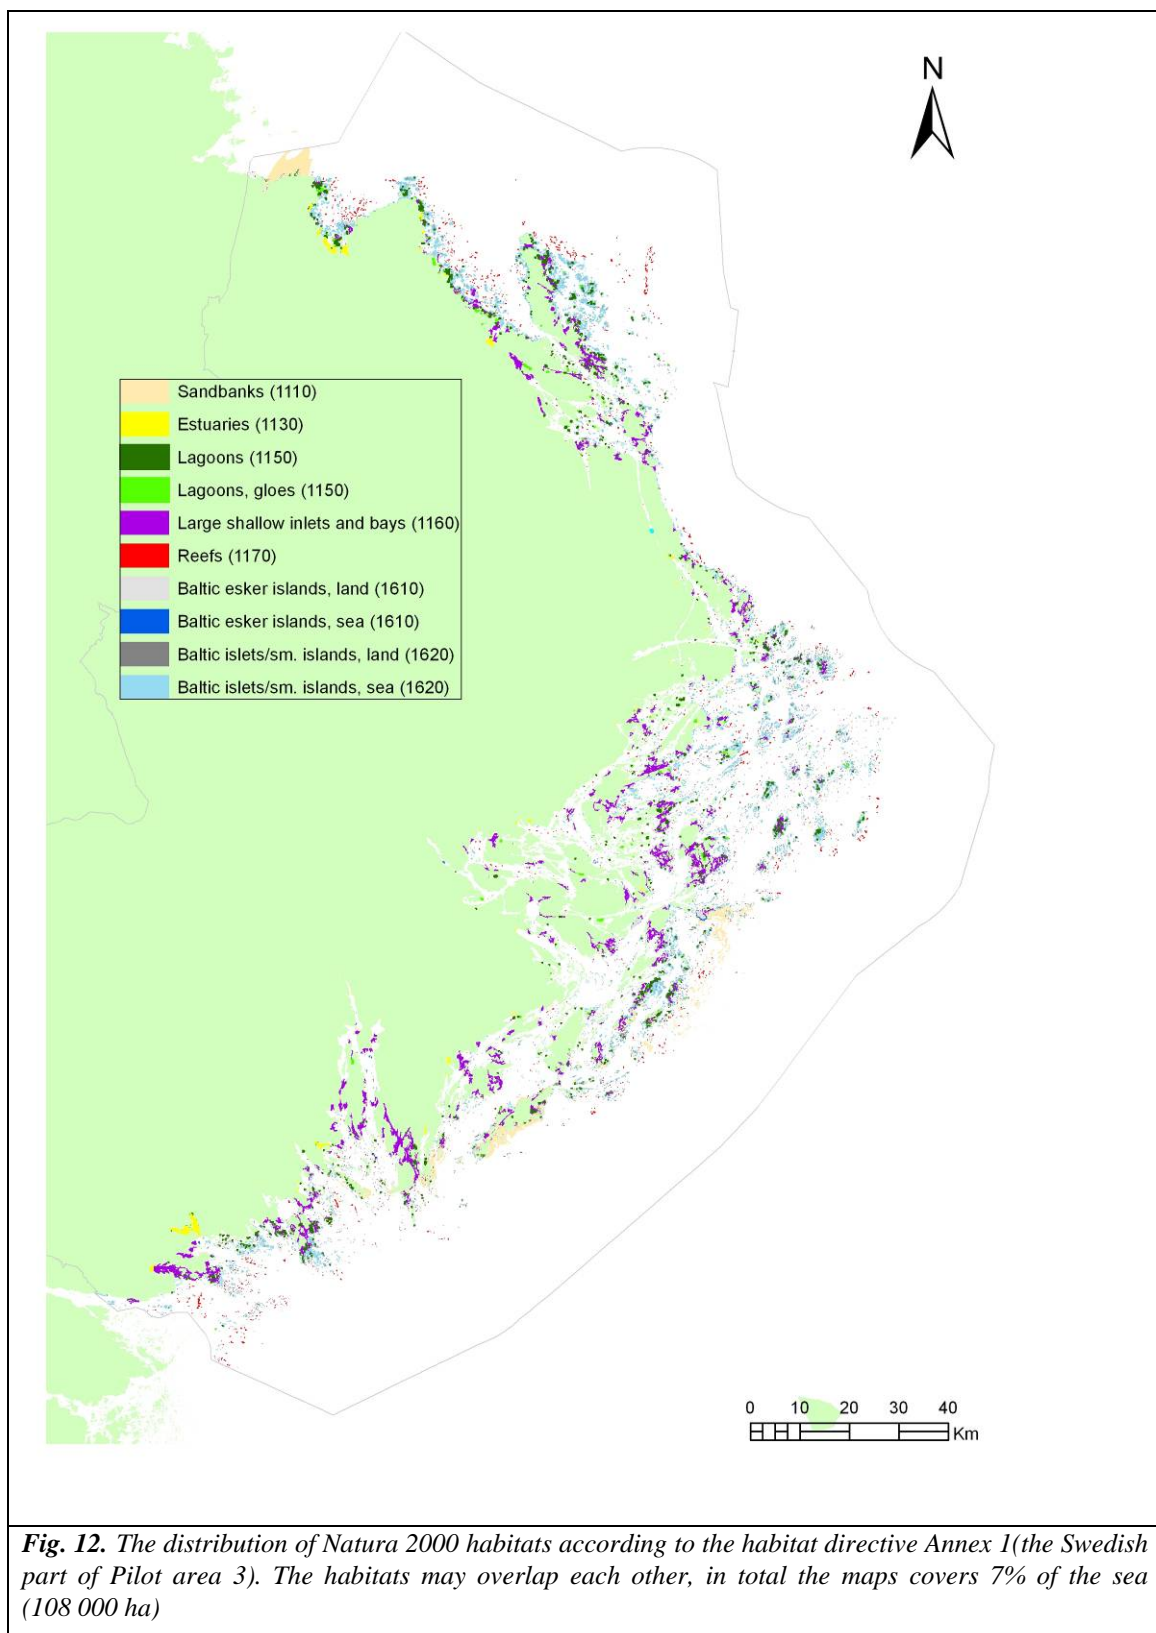 N
Sandbanks (1110)
Estuaries (1130)
Lagoons (1150)
Lagoons, gloes (1150)
Large shallow inlets and bays (1160)
Reefs (1170)
Baltic esker islands, land (1610)
Baltic esker islands, sea (1610)
Baltic islets/sm. islands, land (1620)
Baltic islets/sm. islands, sea (1620)
0 10 20 30 40
Km
Fig. 12. The distribution of Natura 2000 habitats according to the habitat directive Annex 1(the Swedish
part of Pilot area 3). The habitats may overlap each other, in total the maps covers 7% of the sea
(108 000 ha)